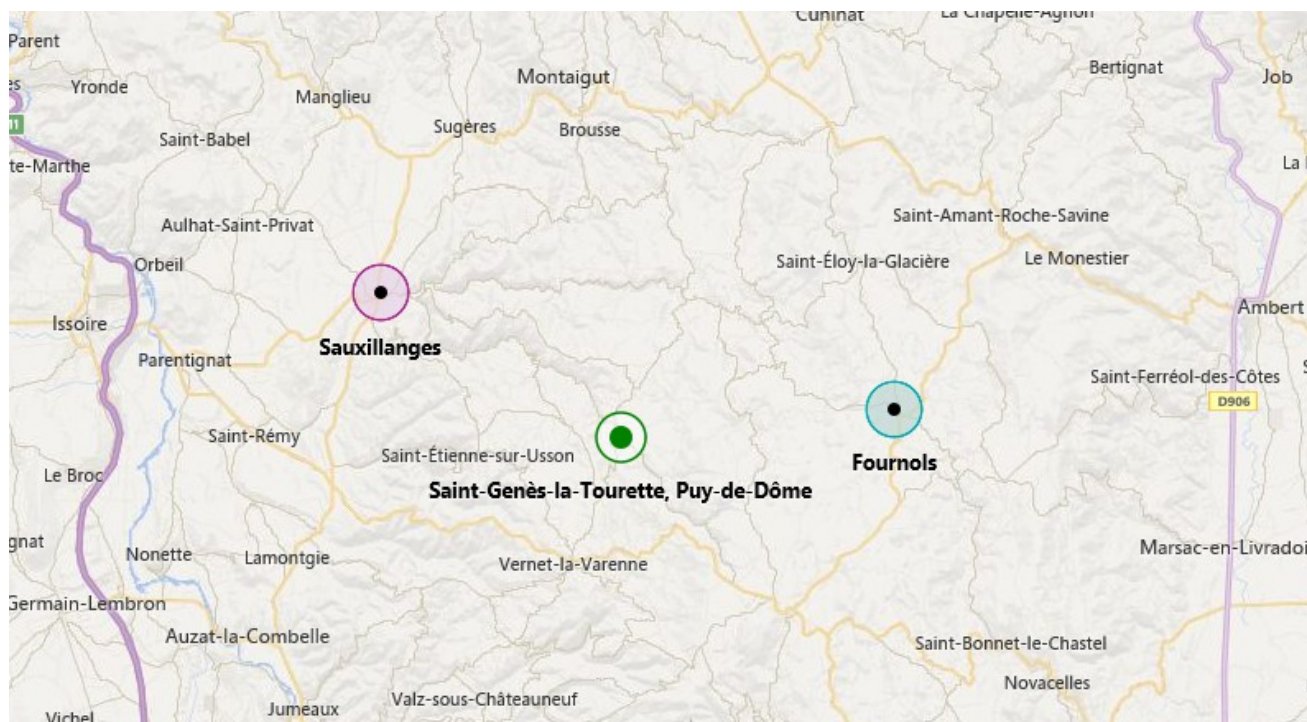 Cunlhat
La Chapelle-Agnon
Parent
Bertignat
Job
Montaigut
Yronde
Manglieu
Sugères
Brousse
Saint-Babel
te-Marthe
Aulhat-Saint-Privat
Saint-Amant-Roche-Savine
Orbeil
Saint-Éloy-la-Glacière
Le Monestier
Ambert
Issoire
Sauxillanges
Parentignat
Saint-Ferréol-des-Côtes
D906
Saint-Rémy
Saint-Étienne-sur-Usson
Fournols
Le Broc
Saint-Genès-la-Tourette, Puy-de-Dôme
gnat
Nonette
Lamontgie
Vernet-la-Varenne
Marsac-en-Livradoi
Germain-Lembron
Auzat-la-Combelle
Saint-Bonnet-le-Chastel
Novacelles
Valz-sous-Châteauneuf
Jumeaux
Vichel